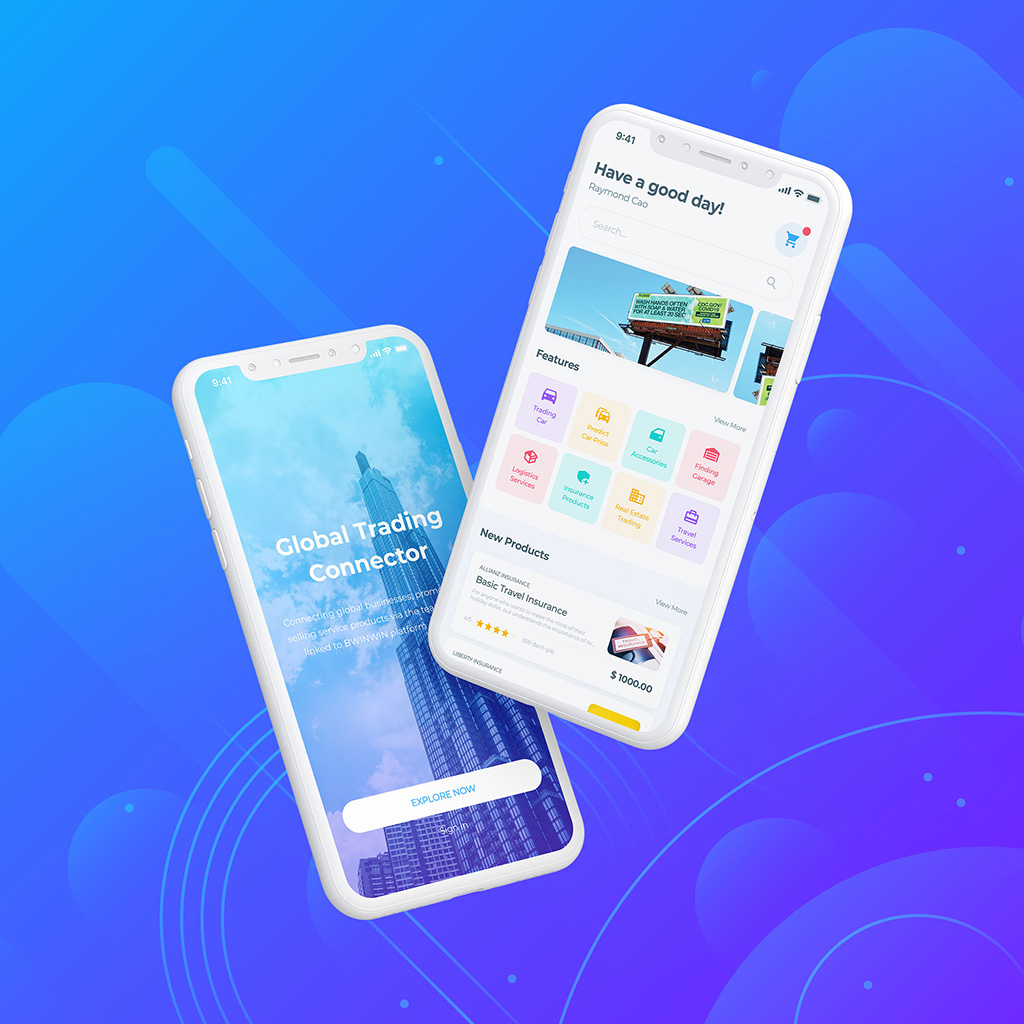 9:41
Global Trading
Connector
Connecting global businesses,
selling service products via the
linked to BWINWIN platform
EXPLORE NOW
Sign In
9:41
Have a good day!
Raymond Cao
Search...
WASH HANDS OFTEN
WITH SOAP & WATER
FOR AT LEAST 20 SEC
CDC.GOV/
COVID19
Features
View More
Trading
Car
Predict
Car Price
Car
Accessories
Finding
Garage
Logistics
Services
Insurance
Products
Real Estate
Trading
Travel
Services
New Products
View More
ALLIANZ INSURANCE
Basic Travel Insurance
For anyone who wants to make the most of their
holiday dollar, but understands the importance of
4/5
(100 đánh giá)
TRAVEL
INSURANCE
$ 1000.00
LIBERTY INSURANCE